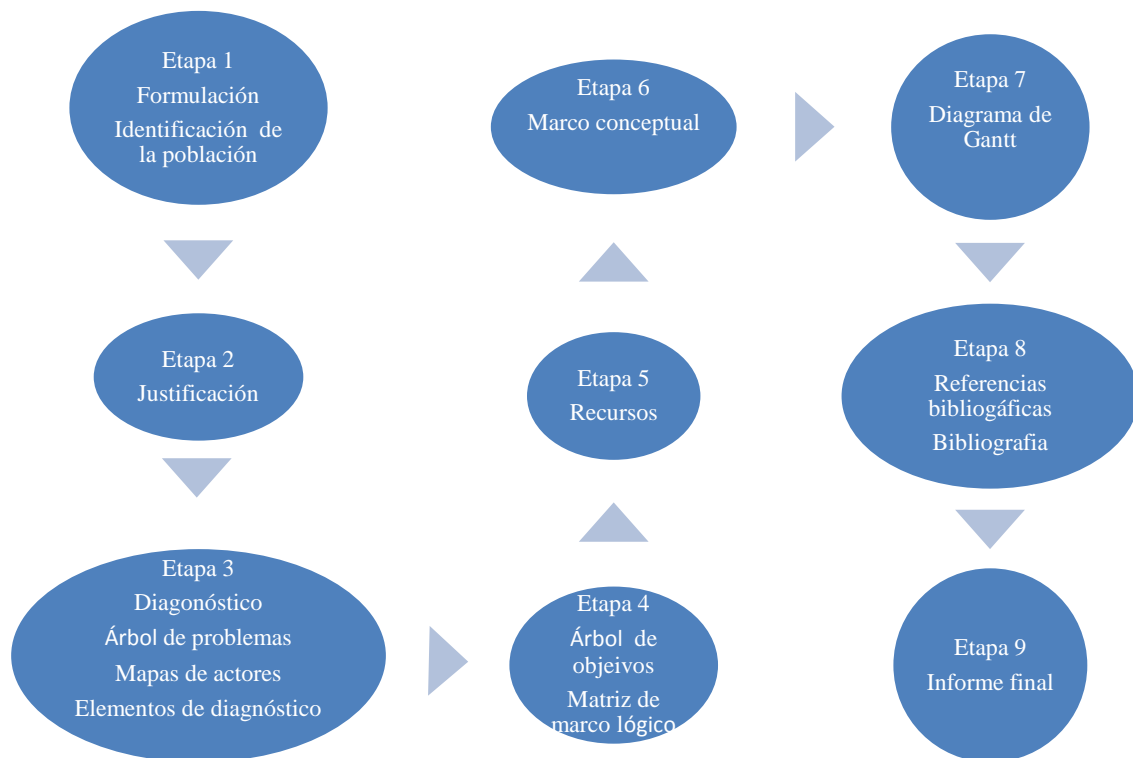 Etapa 1
Formulación
Identificación de
la población
Etapa 2
Justificación
Etapa 3
Diagonóstico
Árbol de problemas
Mapas de actores
Elementos de diagnóstico
Etapa 4
Árbol de
objeivos
Matriz de
marco lógico
Etapa 5
Recursos
Etapa 6
Marco conceptual
Etapa 7
Diagrama de
Gantt
Etapa 8
Referencias
bibliogáficas
Bibliografia
Etapa 9
Informe final